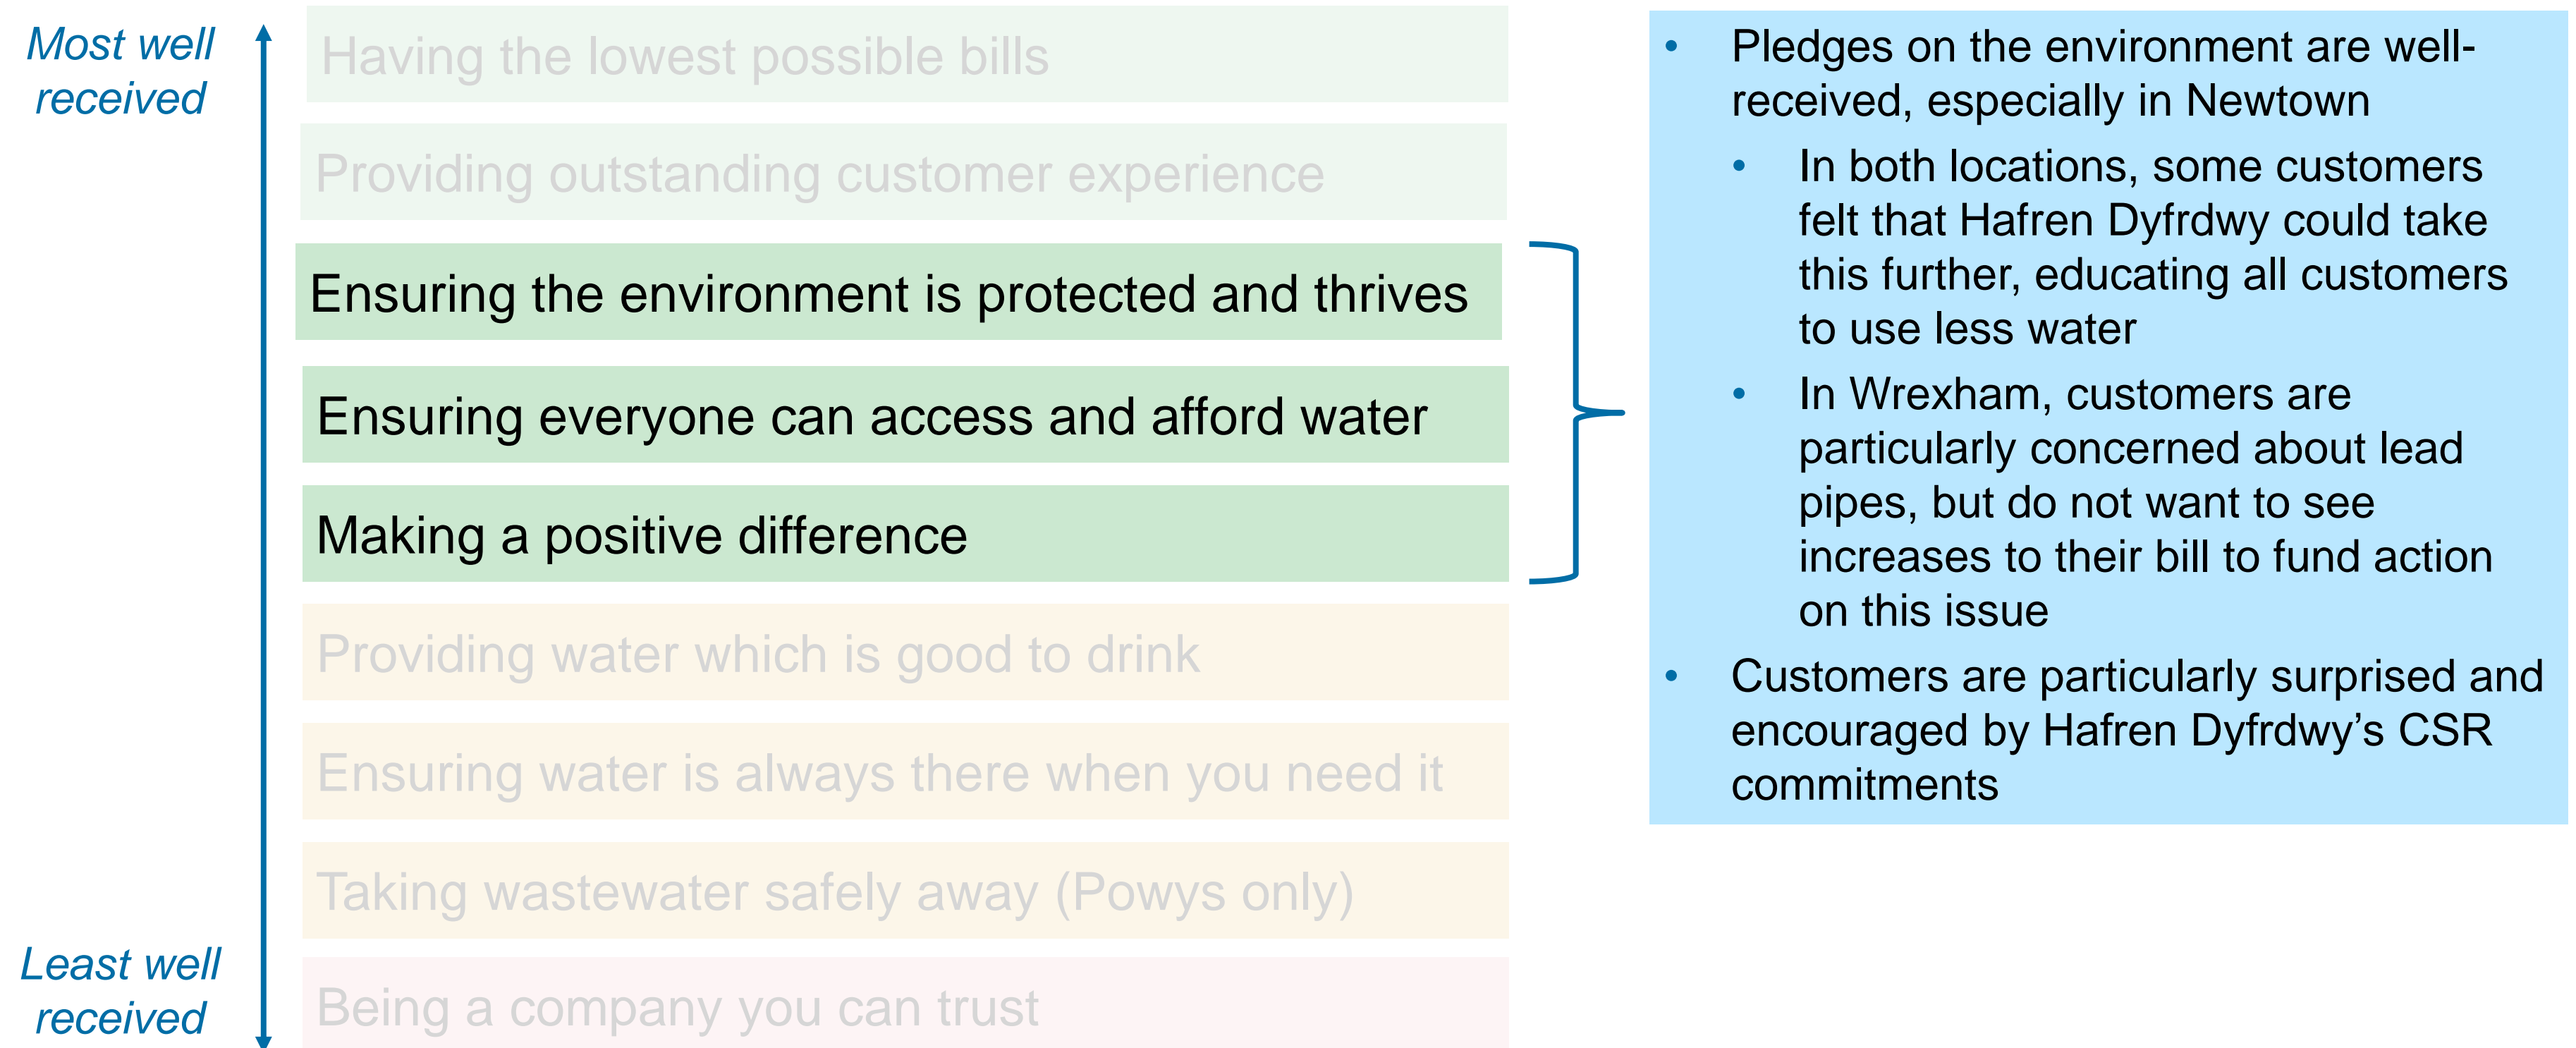 Most well
received
Having the lowest possible bills
Providing outstanding customer experience
Ensuring the environment is protected and thrives
Ensuring everyone can access and afford water
Making a positive difference
Providing water which is good to drink
Ensuring water is always there when you need it
Taking wastewater safely away (Powys only)
Being a company you can trust
Least well
received
• Pledges on the environment are well-
received, especially in Newtown
• In both locations, some customers
felt that Hafren Dyfrdwy could take
this further, educating all customers
to use less water
• In Wrexham, customers are
particularly concerned about lead
pipes, but do not want to see
increases to their bill to fund action
on this issue
• Customers are particularly surprised and
encouraged by Hafren Dyfrdwy’s CSR
commitments